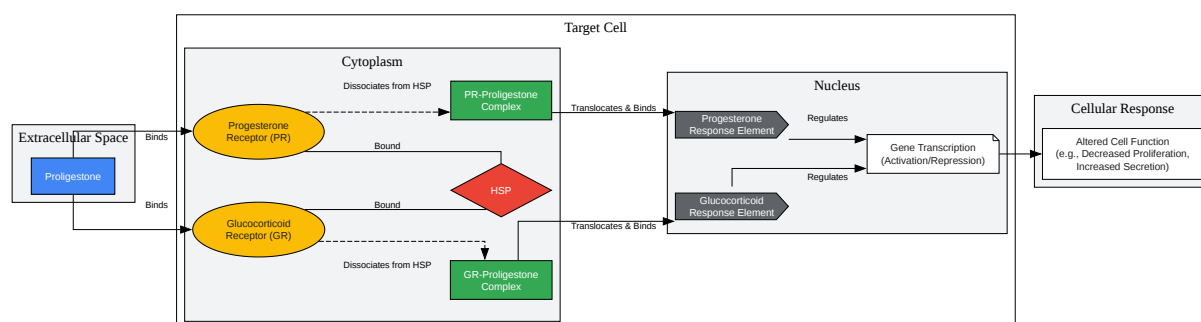 Target Cell
Cytoplasm
Dissociates from HSP
PR-Proligestone
Complex
Translocates & Binds
Nucleus
Extracellular Space
Binds
Progesterone
Receptor (PR)
Bound
Progesterone
Response Element
Regulates
Gene Transcription
(Activation/Repression)
Cellular Response
Altered Cell Function
(e.g., Decreased Proliferation,
Increased Secretion)
Proligestone
HSP
Regulates
Binds
Bound
Glucocorticoid
Receptor (GR)
Glucocorticoid
Response Element
Translocates & Binds
Dissociates from HSP
GR-Proligestone
Complex